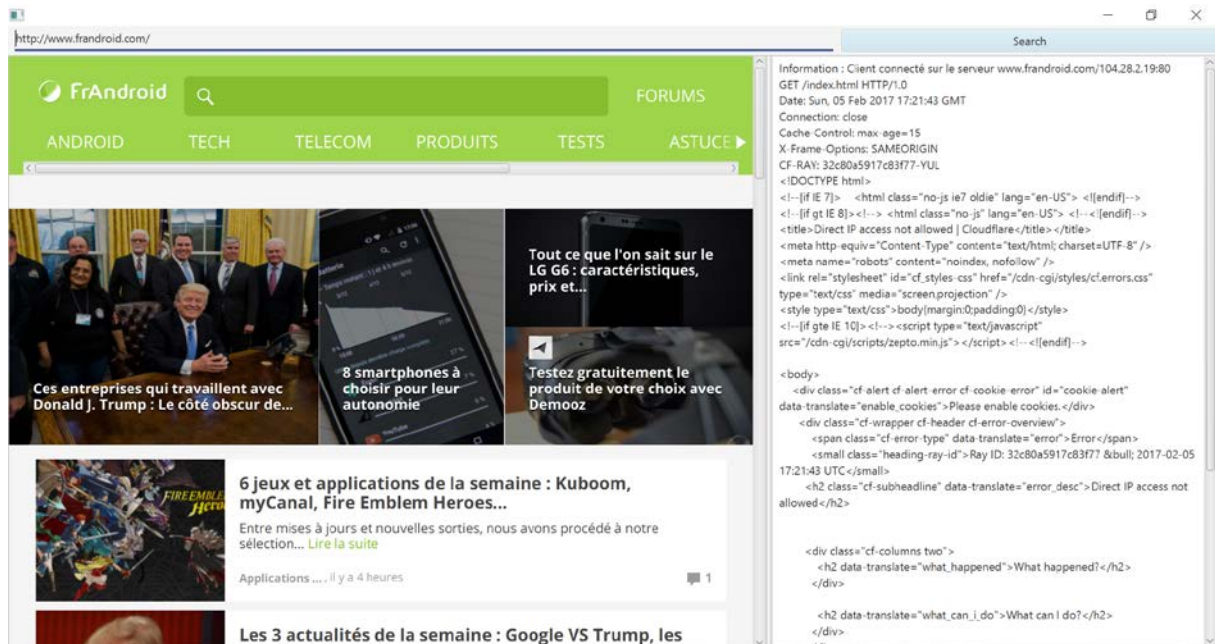 http://www.frandroid.com/
Search
FrAndroid
FORUMS
ANDROID TECH TELECOM PRODUITS TESTS ASTUCE
Ces entreprises qui travaillent avec
Donald J. Trump : Le côté obscur de...
8 smartphones à
choisir pour leur
autonomie
Tout ce que l'on sait sur le
LG G6 : caractéristiques,
prix et...
Testez gratuitement le
produit de votre choix avec
Demooz
6 jeux et applications de la semaine : Kuboom,
myCanal, Fire Emblem Heroes...
Entre mises à jours et nouvelles sorties, nous avons procédé à notre
sélection... Lire la suite
Applications .... il y a 4 heures
1
Les 3 actualités de la semaine : Google VS Trump, les
Information : Client connecté sur le serveur www.frandroid.com/104.28.2.19:80
GET /index.html HTTP/1.0
Date: Sun, 05 Feb 2017 17:21:43 GMT
Connection: close
Cache-Control: max-age=15
X-Frame-Options: SAMEORIGIN
CF-RAY: 32c80a5917c83f77-YUL
<!DOCTYPE html>
<!--[if IE 7]>    <html class="no-js ie7 oldie" lang="en-US"> <![endif]-->
<!--[if gt IE 8]><!--> <html class="no-js" lang="en-US"> <!--<![endif]-->
<title>Direct IP access not allowed | Cloudflare</title></title>
<meta http-equiv="Content-Type" content="text/html; charset=UTF-8" />
<meta name="robots" content="noindex, nofollow" />
<link rel="stylesheet" id="cf_styles-css" href="/cdn-cgi/styles/cf.errors.css"
type="text/css" media="screen,projection" />
<style type="text/css">body{margin:0;padding:0}</style>
<!--[if gte IE 10]><!--><script type="text/javascript"
src="/cdn-cgi/scripts/zepto.min.js"></script><!--<![endif]-->
<body>
<div class="cf-alert cf-alert-error cf-cookie-error" id="cookie-alert"
data-translate="enable_cookies">Please enable cookies.</div>
<div class="cf-wrapper cf-header cf-error-overview">
<span class="cf-error-type" data-translate="error">Error</span>
<small class="heading-ray-id">Ray ID: 32c80a5917c83f77 &bull; 2017-02-05
17:21:43 UTC</small>
<h2 class="cf-subheadline" data-translate="error_desc">Direct IP access not
allowed</h2>
<div class="cf-columns two">
<h2 data-translate="what_happened">What happened?</h2>
</div>
<h2 data-translate="what_can_i_do">What can I do?</h2>
</div>